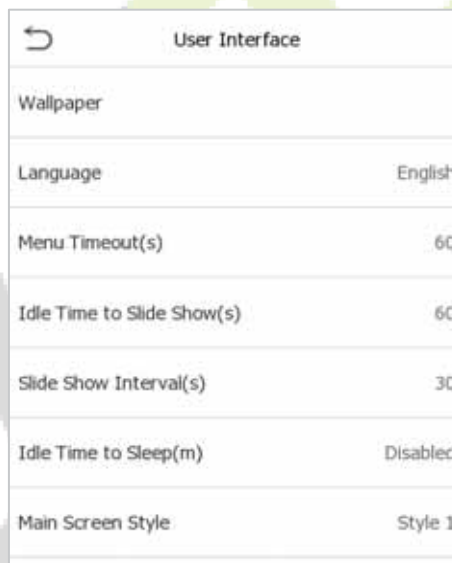 User Interface
Wallpaper
Language English
Menu Timeout(s) 60
Idle Time to Slide Show(s) 60
Slide Show Interval(s) 30
Idle Time to Sleep(m) Disabled
Main Screen Style Style 1